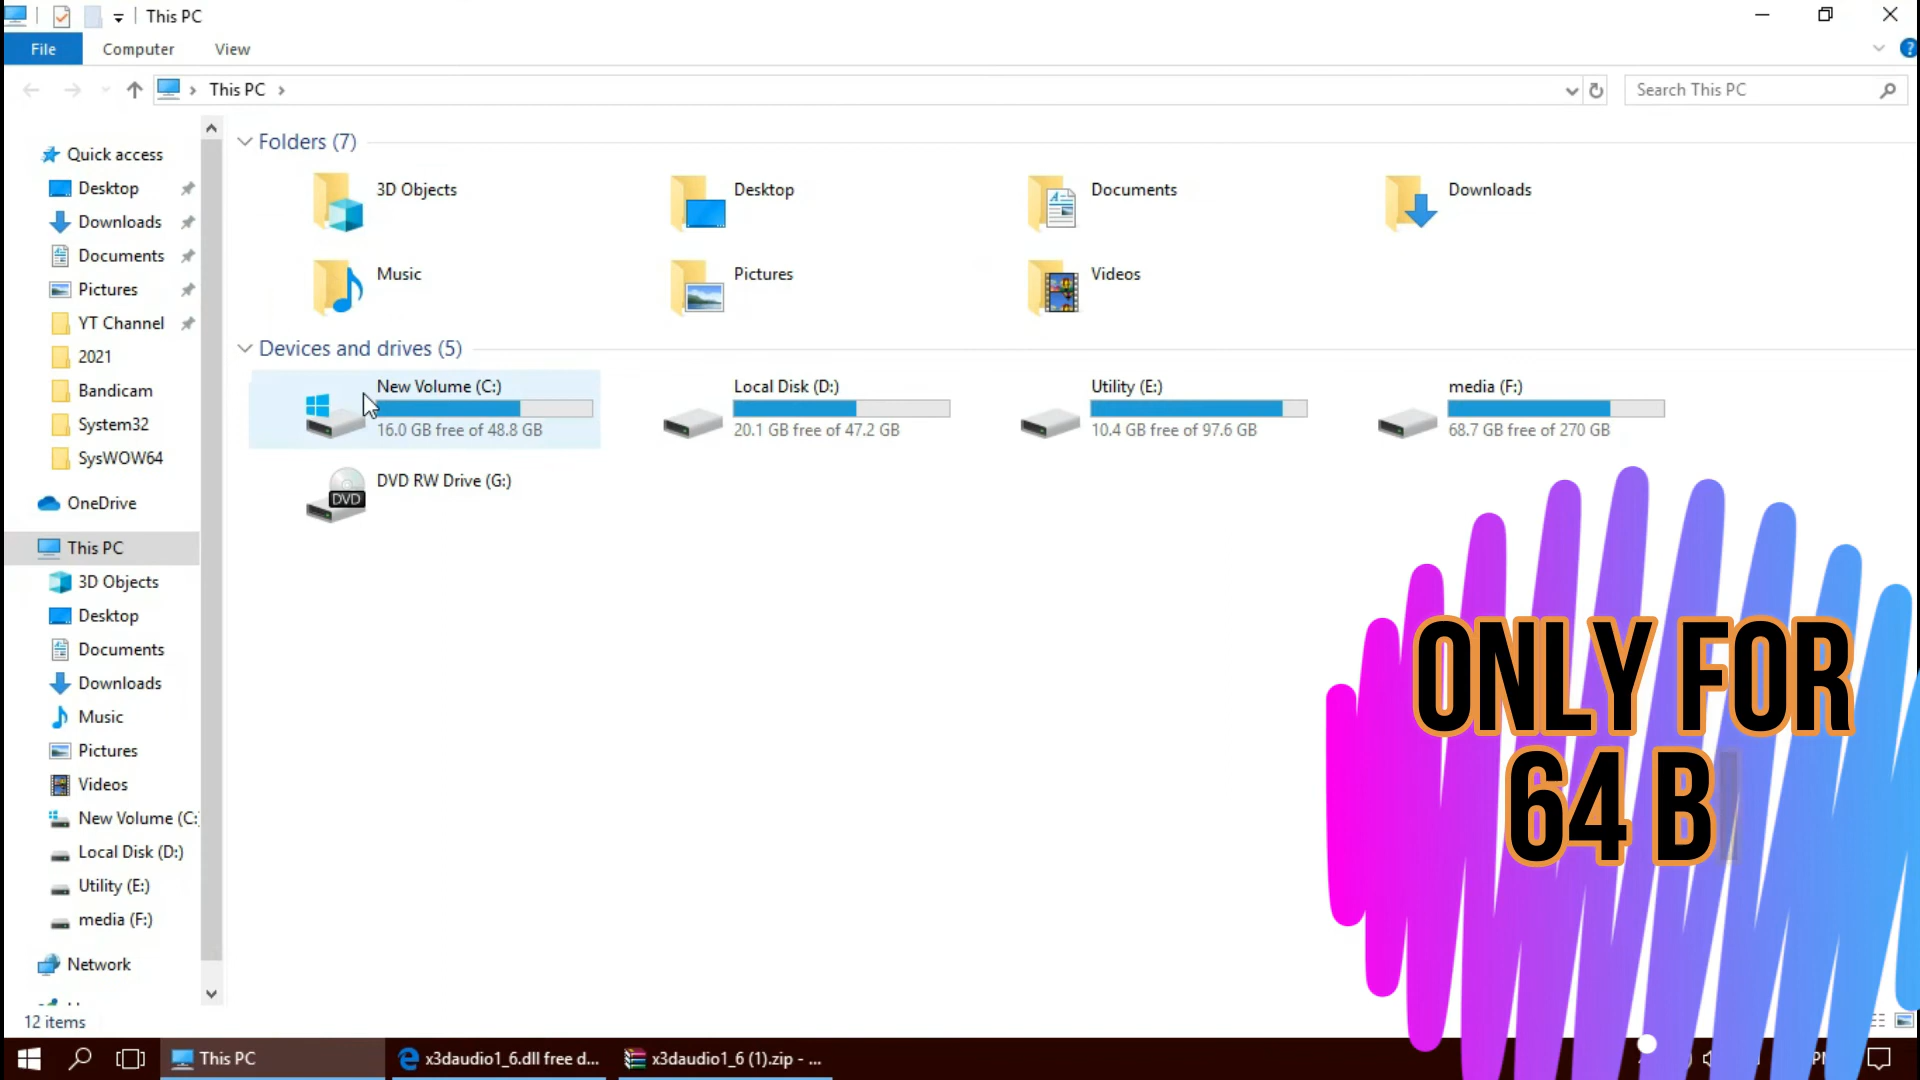 This PC
File
Computer
View
This PC
Search This PC
Quick access
Desktop
Downloads
Documents
Pictures
YT Channel
2021
Bandicam
System32
SysWOW64
OneDrive
This PC
3D Objects
Desktop
Documents
Downloads
Music
Pictures
Videos
New Volume (C:)
Local Disk (D:)
Utility (E:)
media (F:)
Network
12 items
Folders (7)
3D Objects
Desktop
Documents
Downloads
Music
Pictures
Videos
Devices and drives (5)
New Volume (C:)
16.0 GB free of 48.8 GB
Local Disk (D:)
20.1 GB free of 47.2 GB
Utility (E:)
10.4 GB free of 97.6 GB
media (F:)
68.7 GB free of 270 GB
DVD RW Drive (G:)
DVD
ONLY FOR
64 B
This PC
x3daudio1_6.dll free d...
x3daudio1_6 (1).zip - ...